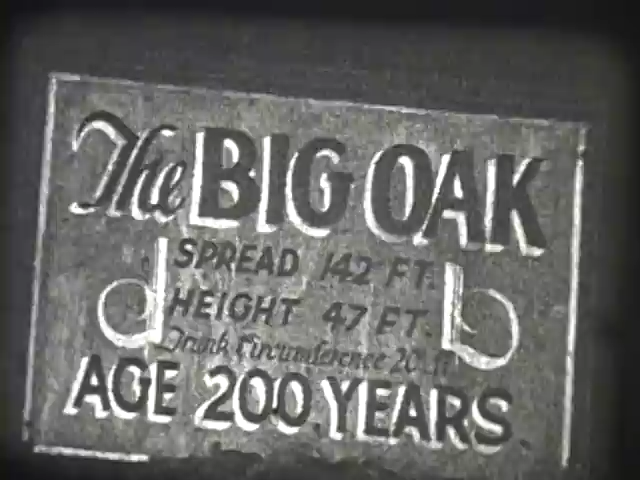 The BIG OAK
SPREAD 142 FT.
HEIGHT 47 FT.
Trunk Circumference 20 ft
AGE 200 YEARS